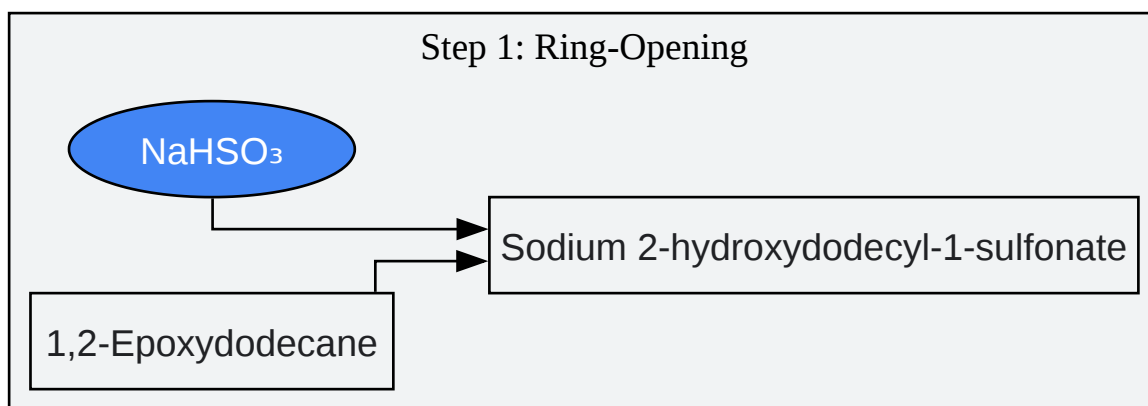 Step 1: Ring-Opening
NaHSO₃
Sodium 2-hydroxydodecyl-1-sulfonate
1,2-Epoxydodecane